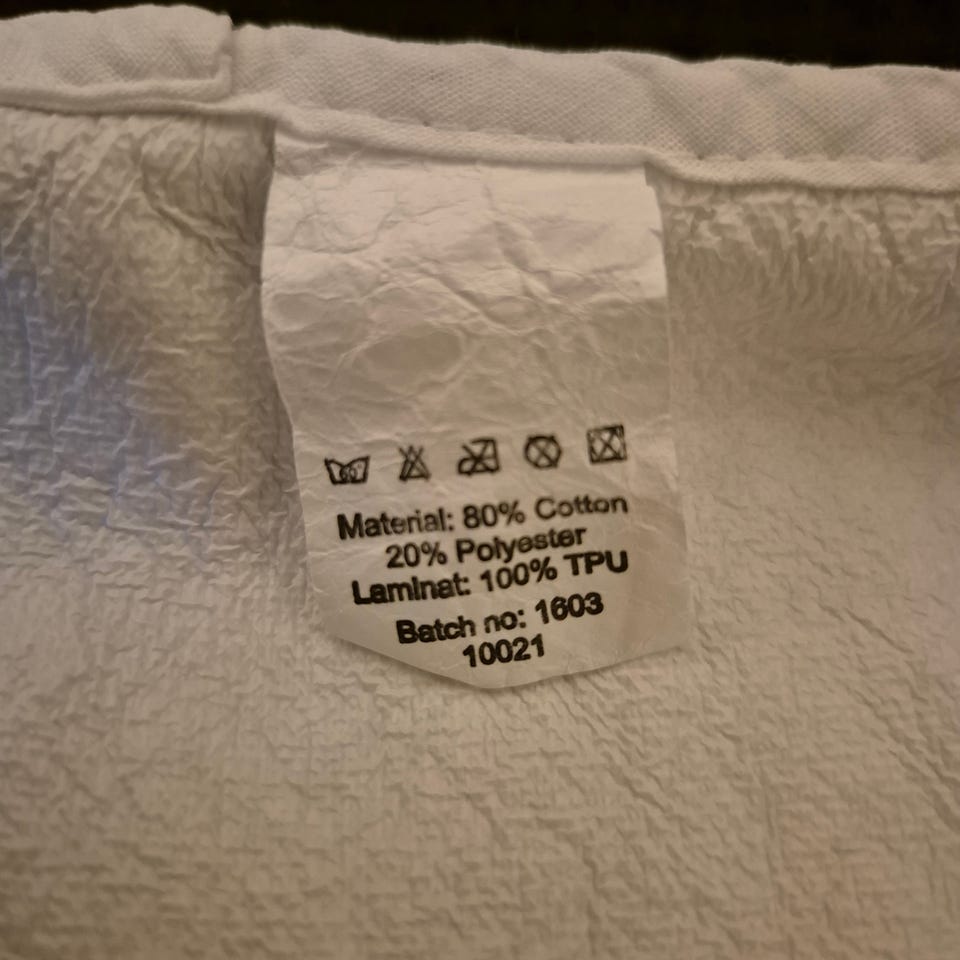 Material: 80% Cotton
20% Polyester
Laminat: 100% TPU
Batch no: 1603
10021